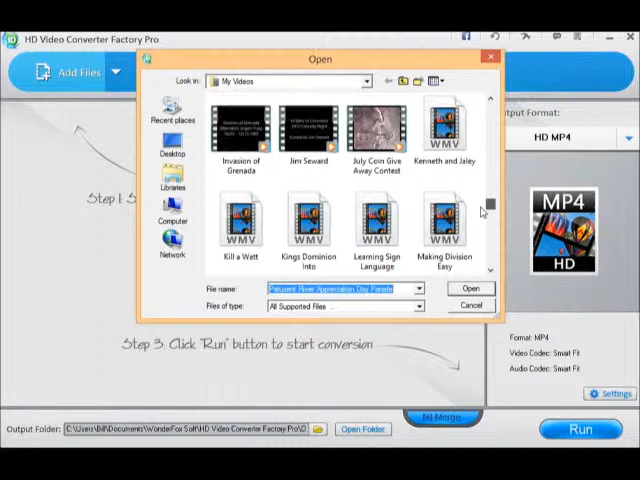 HD Video Converter Factory Pro
Add Files
Output Format:
HD MP4
Open
Look in:
My Videos
Recent places
Desktop
Libraries
Computer
Network
Invasion of Grenada
Jim Seward
July Coin Give Away Contest
Kenneth and Jaley
WMV
WMV
WMV
WMV
WMV
Kill a Watt
Kings Dominion Into
Learning Sign Language
Making Division Easy
File name:
Patuxent River Appreciation Day Parade
Open
Files of type:
All Supported Files ...
Cancel
MP4
HD
Step 1: S
Step 3: Click "Run" button to start conversion
Format: MP4
Video Codec: Smart Fit
Audio Codec: Smart Fit
Settings
Merge
Output Folder:
C:\Users\Bill\Documents\WonderFox Soft\HD Video Converter Factory Pro\O
Open Folder
Run